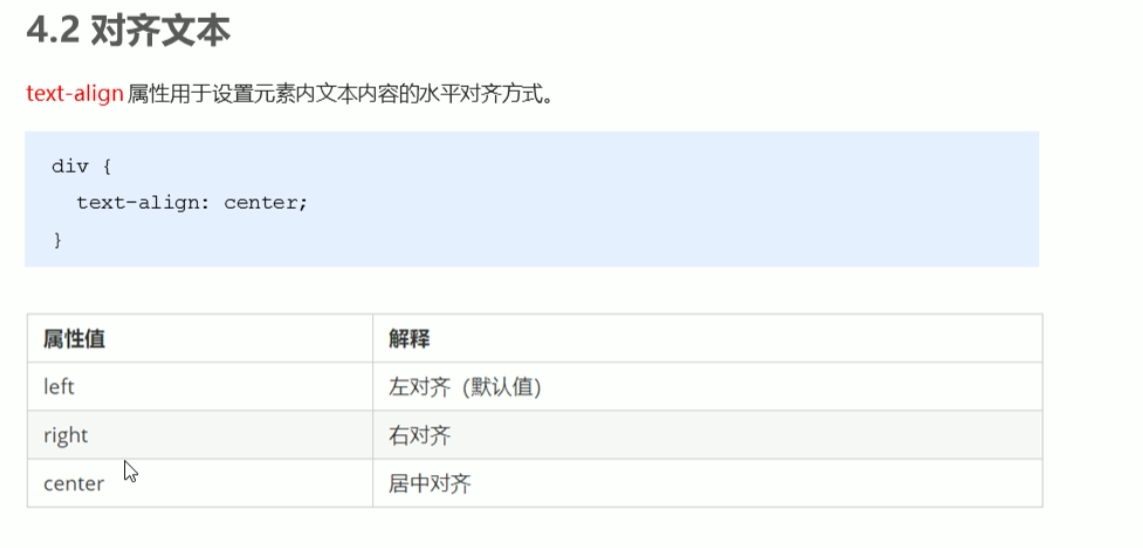 4.2 对齐文本
text-align 属性用于设置元素内文本内容的水平对齐方式。
div {
  text-align: center;
}
属性值 解释
left 左对齐（默认值）
right 右对齐
center 居中对齐